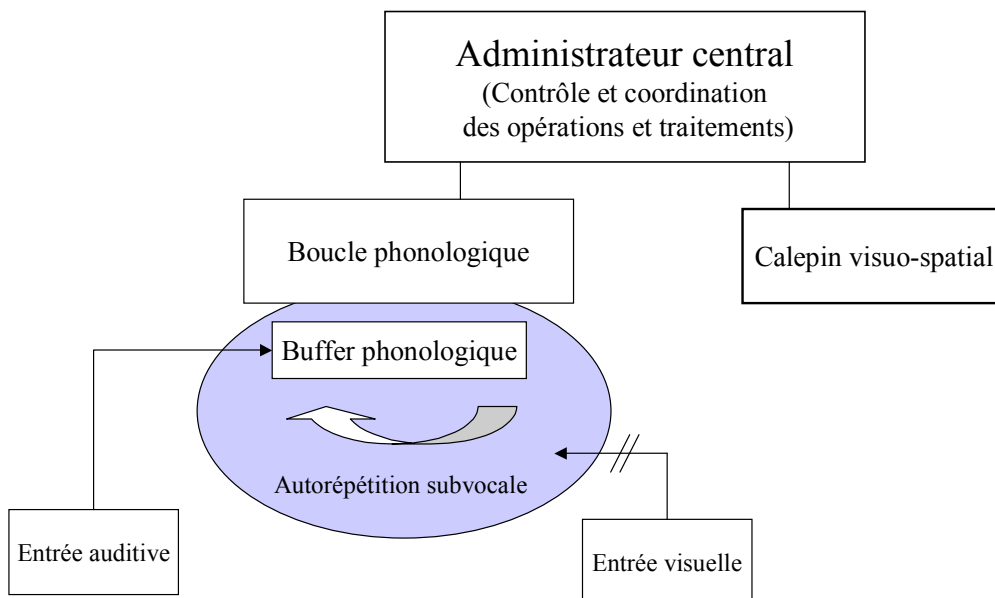 Administrateur central
(Contrôle et coordination
des opérations et traitements)
Boucle phonologique
Calepin visuo-spatial
Buffer phonologique
Autorépétition subvocale
Entrée auditive
Entrée visuelle